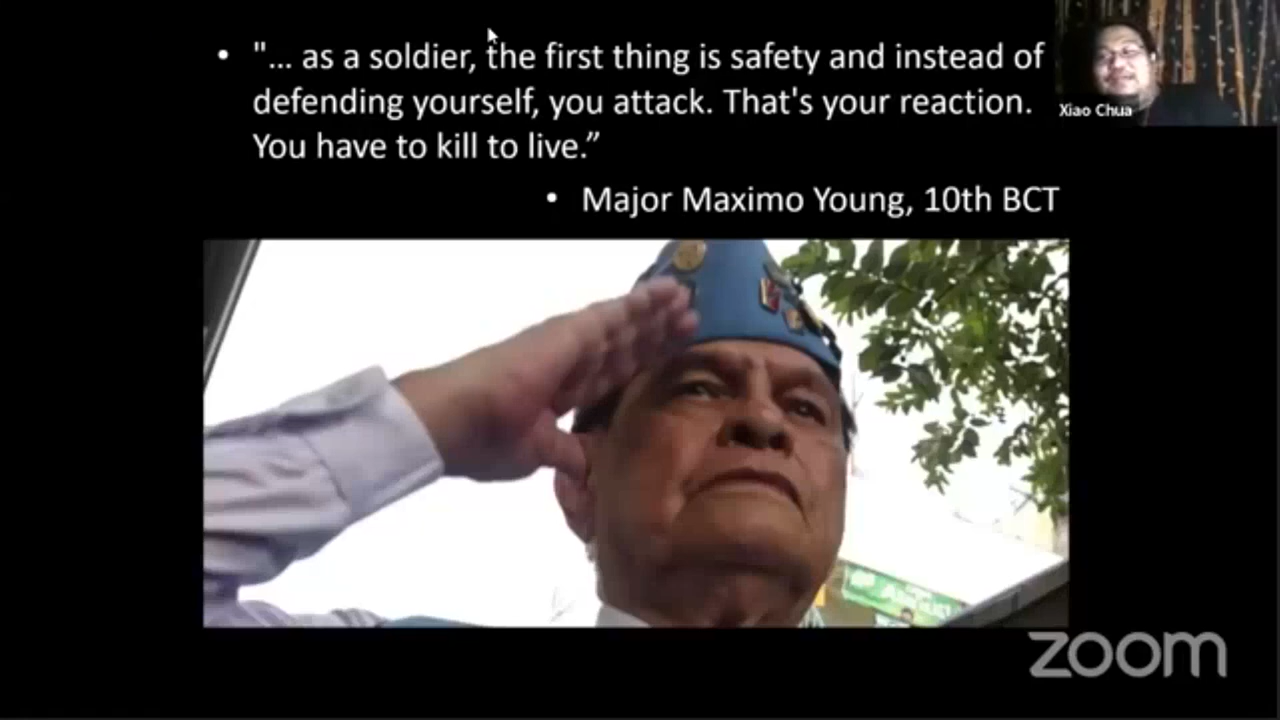 • "... as a soldier, the first thing is safety and instead of
defending yourself, you attack. That's your reaction.
You have to kill to live.”
• Major Maximo Young, 10th BCT
Xiao Chua
zoom